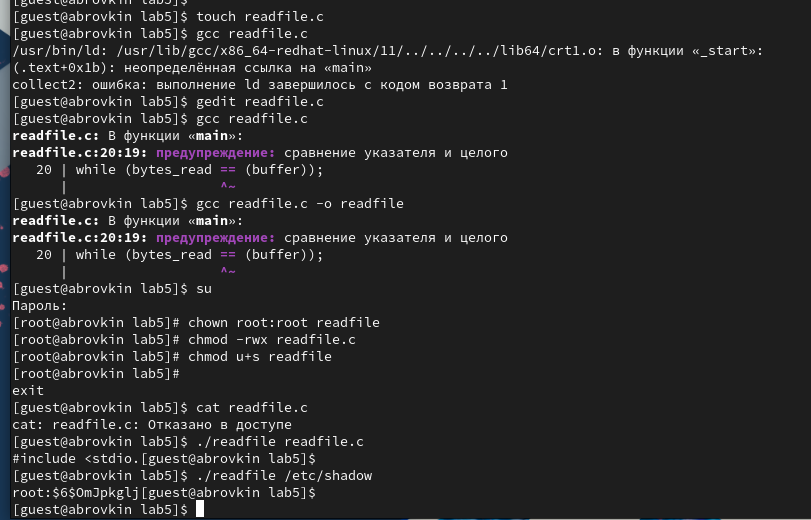 [guest@abrovkin lab5]$
[guest@abrovkin lab5]$ touch readfile.c
[guest@abrovkin lab5]$ gcc readfile.c
/usr/bin/ld: /usr/lib/gcc/x86_64-redhat-linux/11/../../../../lib64/crt1.o: в функции «_start»:
(.text+0x1b): неопределённая ссылка на «main»
collect2: ошибка: выполнение ld завершилось с кодом возврата 1
[guest@abrovkin lab5]$ gedit readfile.c
[guest@abrovkin lab5]$ gcc readfile.c
readfile.c: В функции «main»:
readfile.c:20:19: предупреждение: сравнение указателя и целого
20 | while (bytes_read == (buffer));
| ^~
[guest@abrovkin lab5]$ gcc readfile.c -o readfile
readfile.c: В функции «main»:
readfile.c:20:19: предупреждение: сравнение указателя и целого
20 | while (bytes_read == (buffer));
| ^~
[guest@abrovkin lab5]$ su
Пароль:
[root@abrovkin lab5]# chown root:root readfile
[root@abrovkin lab5]# chmod -rwx readfile.c
[root@abrovkin lab5]# chmod u+s readfile
[root@abrovkin lab5]#
exit
[guest@abrovkin lab5]$ cat readfile.c
cat: readfile.c: Отказано в доступе
[guest@abrovkin lab5]$ ./readfile readfile.c
#include <stdio.[guest@abrovkin lab5]$
[guest@abrovkin lab5]$ ./readfile /etc/shadow
root:$6$OmJpkglj[guest@abrovkin lab5]$
[guest@abrovkin lab5]$